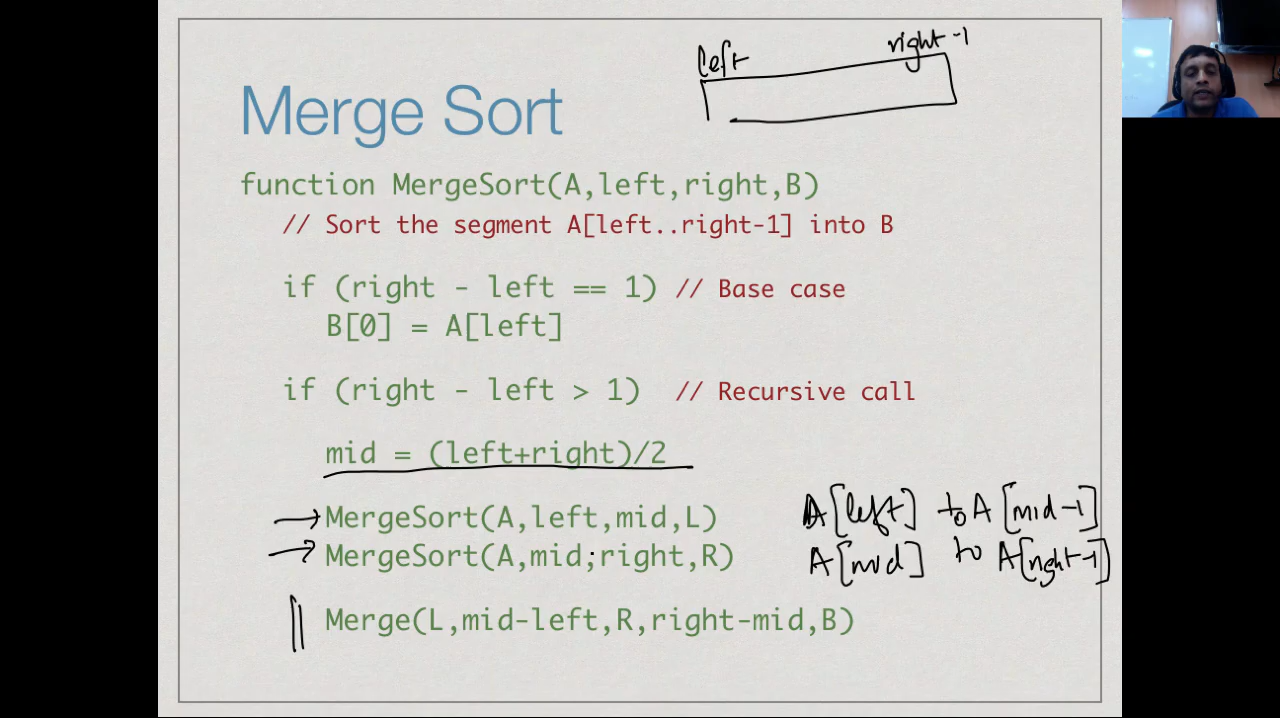 left
right-1
Merge Sort
function MergeSort(A,left,right,B)
// Sort the segment A[left..right-1] into B
if (right - left == 1) // Base case
B[0] = A[left]
if (right - left > 1) // Recursive call
mid = (left+right)/2
MergeSort(A,left,mid,L) A[left] to A[mid-1]
MergeSort(A,mid,right,R) A[mid] to A[right-1]
Merge(L,mid-left,R,right-mid,B)